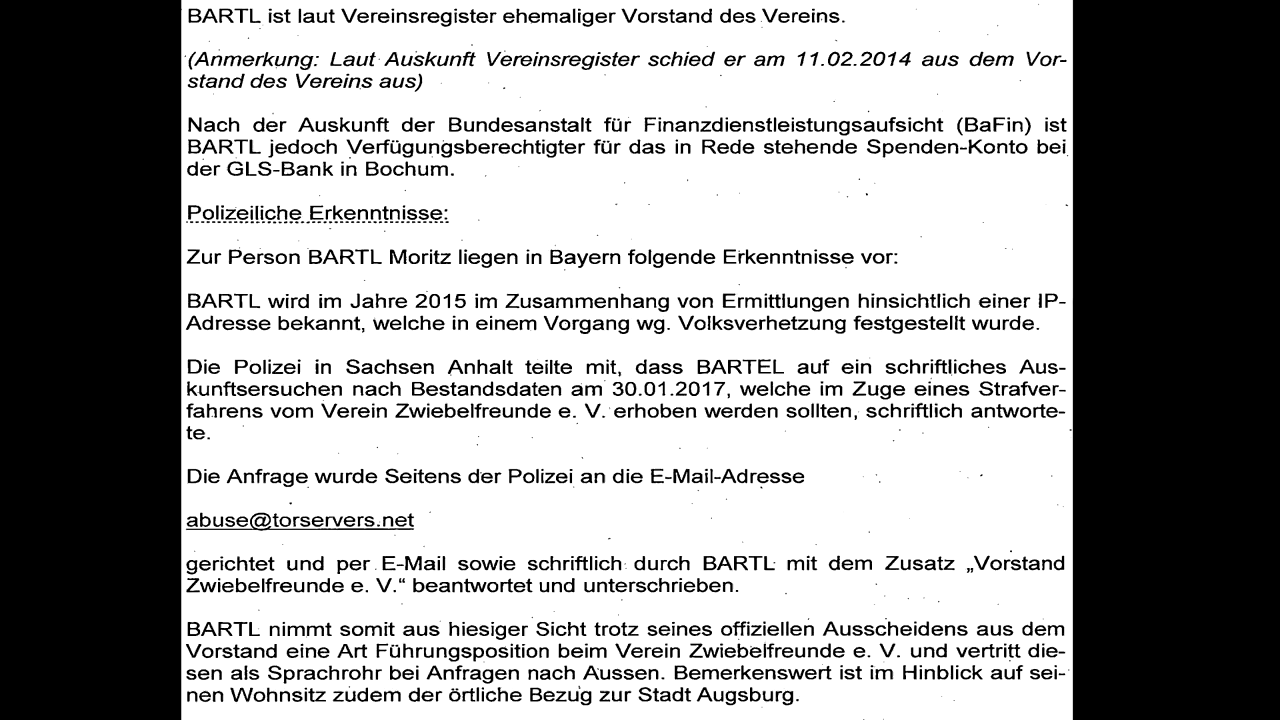 BARTL ist laut Vereinsregister ehemaliger Vorstand des Vereins.
(Anmerkung: Laut Auskunft Vereinsregister schied er am 11.02.2014 aus dem Vor-
stand des Vereins aus)
Nach der Auskunft der Bundesanstalt für Finanzdienstleistungsaufsicht (BaFin) ist
BARTL jedoch Verfügungsberechtigter für das in Rede stehende Spenden-Konto bei
der GLS-Bank in Bochum.
Polizeiliche Erkenntnisse:
Zur Person BARTL Moritz liegen in Bayern folgende Erkenntnisse vor:
BARTL wird im Jahre 2015 im Zusammenhang von Ermittlungen hinsichtlich einer IP-
Adresse bekannt, welche in einem Vorgang wg. Volksverhetzung festgestellt wurde.
Die Polizei in Sachsen Anhalt teilte mit, dass BARTEL auf ein schriftliches Aus-
kunftsersuchen nach Bestandsdaten am 30.01.2017, welche im Zuge eines Strafver-
fahrens vom Verein Zwiebelfreunde e. V. erhoben werden sollten, schriftlich antworte-
te.
Die Anfrage wurde Seitens der Polizei an die E-Mail-Adresse
abuse@torservers.net
gerichtet und per E-Mail sowie schriftlich durch BARTL mit dem Zusatz „Vorstand
Zwiebelfreunde e. V.“ beantwortet und unterschrieben.
BARTL nimmt somit aus hiesiger Sicht trotz seines offiziellen Ausscheidens aus dem
Vorstand eine Art Führungsposition beim Verein Zwiebelfreunde e. V. und vertritt die-
sen als Sprachrohr bei Anfragen nach Aussen. Bemerkenswert ist im Hinblick auf sei-
nen Wohnsitz zudem der örtliche Bezug zur Stadt Augsburg.